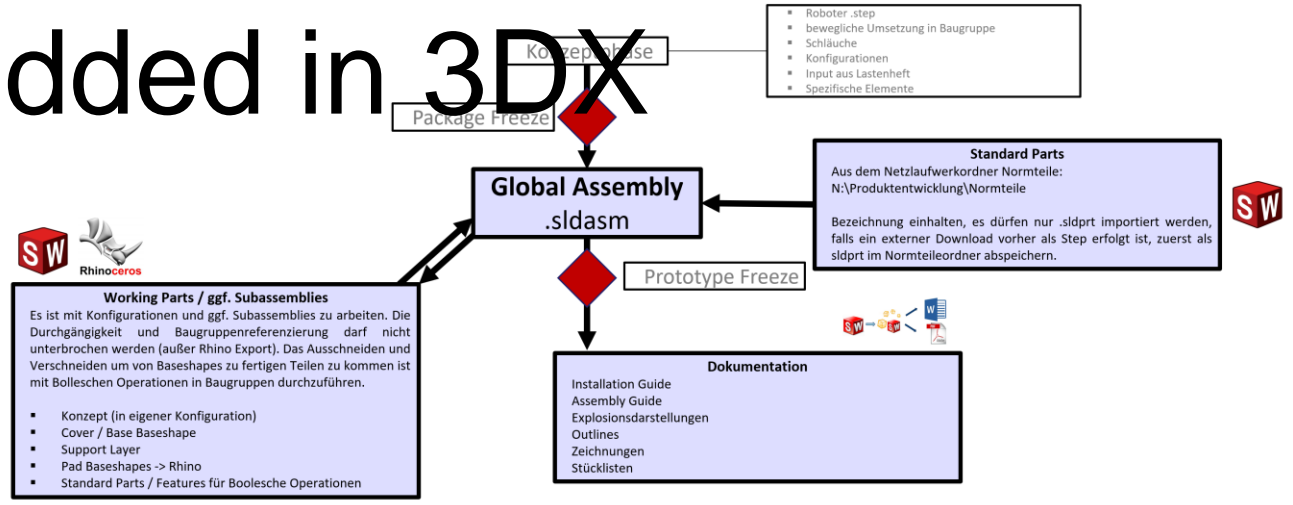 dded in 3DX
Konzeptphase
▪ Roboter .step
▪ bewegliche Umsetzung in Baugruppe
▪ Schläuche
▪ Konfigurationen
▪ Input aus Lastenheft
▪ Spezifische Elemente
Package Freeze
Global Assembly
.sldasm
Standard Parts
Aus dem Netzlaufwerkordner Normteile:
N:\Produktentwicklung\Normteile
Bezeichnung einhalten, es dürfen nur .sldprt importiert werden,
falls ein externer Download vorher als Step erfolgt ist, zuerst als
sldprt im Normteileordner abspeichern.
SW
SW
Rhinoceros
Prototype Freeze
Working Parts / ggf. Subassemblies
Es ist mit Konfigurationen und ggf. Subassemblies zu arbeiten. Die
Durchgängigkeit und Baugruppenreferenzierung darf nicht
unterbrochen werden (außer Rhino Export). Das Ausschneiden und
Verschneiden um von Baseshapes zu fertigen Teilen zu kommen ist
mit Bolleschen Operationen in Baugruppen durchzuführen.
▪ Konzept (in eigener Konfiguration)
▪ Cover / Base Baseshape
▪ Support Layer
▪ Pad Baseshapes -> Rhino
▪ Standard Parts / Features für Boolesche Operationen
SW
SW
W
Dokumentation
Installation Guide
Assembly Guide
Explosionsdarstellungen
Outlines
Zeichnungen
Stücklisten